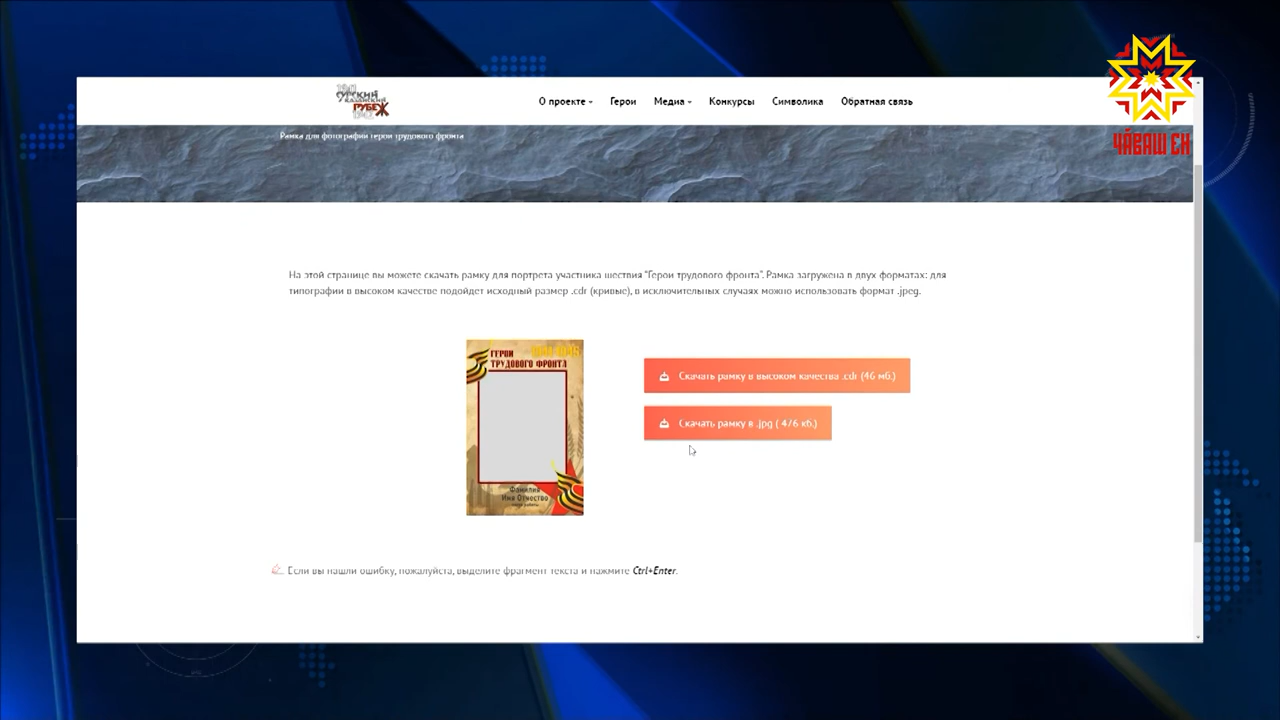 ЧӐВАШ ЕН
СУРСКИЙ
КАЗАНСКИЙ
РУБЕЖ
О проекте
Герои
Медиа
Конкурсы
Символика
Обратная связь
Рамка для фотографии герои трудового фронта
На этой странице вы можете скачать рамку для портрета участника шествия "Герои трудового фронта". Рамка загружена в двух форматах: для
типографии в высоком качестве подойдет исходный размер .cdr (кривые), в исключительных случаях можно использовать формат .jpeg.
ГЕРОИ
ТРУДОВОГО ФРОНТА
Фамилия
Имя Отчество
Скачать рамку в высоком качества .cdr (46 мб.)
Скачать рамку в .jpg ( 476 кб.)
Если вы нашли ошибку, пожалуйста, выделите фрагмент текста и нажмите Ctrl+Enter.